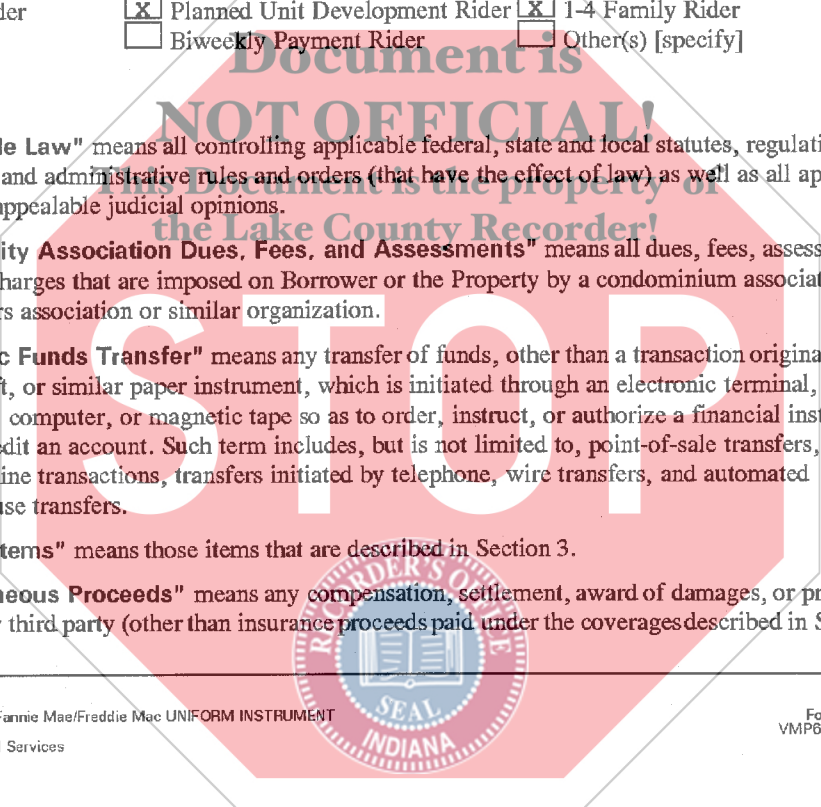 der [X] Planned Unit Development Rider [X] 1-4 Family Rider
[ ] Biweekly Payment Rider [ ] Other(s) [specify]
Document is
NOT OFFICIAL!
le Law" means all controlling applicable federal, state and local statutes, regulati
This Document is the property of
and administrative rules and orders (that have the effect of law) as well as all ap
appealable judicial opinions.
the Lake County Recorder!
ity Association Dues, Fees, and Assessments" means all dues, fees, assess
harges that are imposed on Borrower or the Property by a condominium associat
rs association or similar organization.
STOP
c Funds Transfer" means any transfer of funds, other than a transaction origina
t, or similar paper instrument, which is initiated through an electronic terminal,
computer, or magnetic tape so as to order, instruct, or authorize a financial inst
edit an account. Such term includes, but is not limited to, point-of-sale transfers,
ine transactions, transfers initiated by telephone, wire transfers, and automated
use transfers.
tems" means those items that are described in Section 3.
neous Proceeds" means any compensation, settlement, award of damages, or pr
third party (other than insurance proceeds paid under the coverages described in S
RECORDER'S OFFICE
SEAL
INDIANA
Fannie Mae/Freddie Mac UNIFORM INSTRUMENT
Fo
VMP6
Services